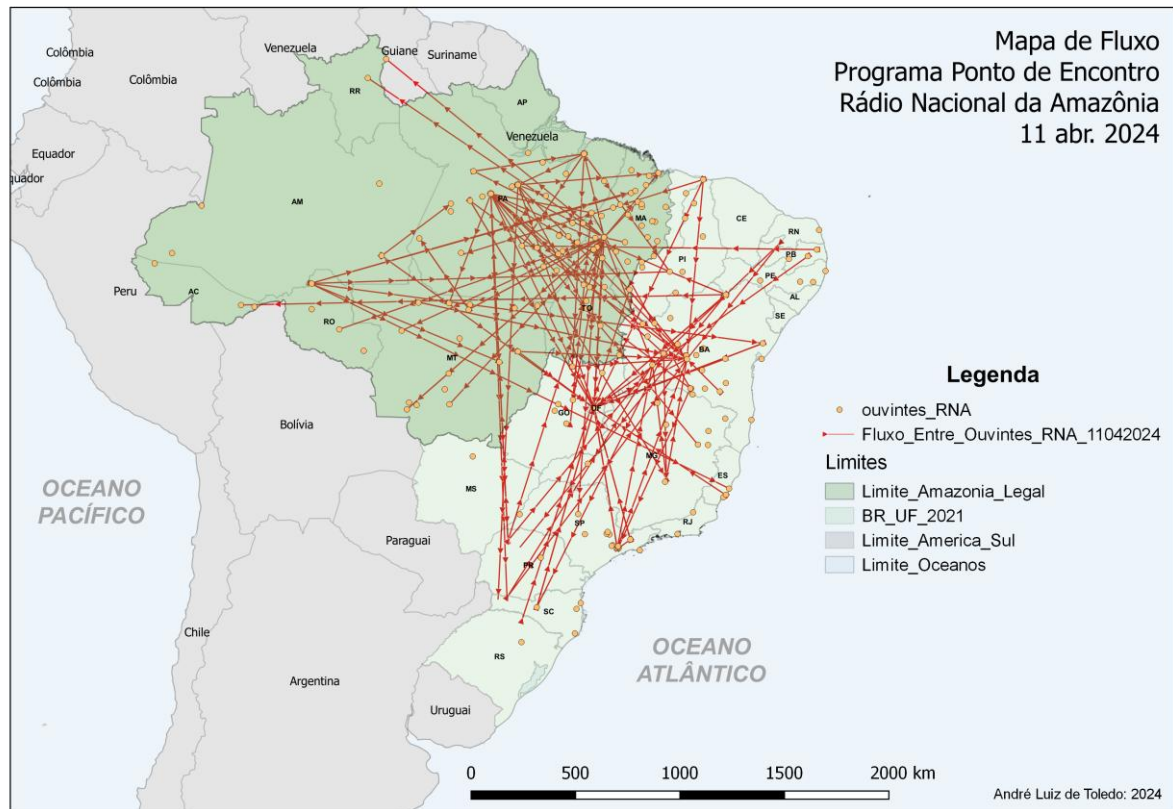 Mapa de Fluxo
Programa Ponto de Encontro
Rádio Nacional da Amazônia
11 abr. 2024
Colômbia
Venezuela
Guiane
Suriname
Colômbia
Colômbia
RR
AP
Venezuela
Equador
quador
AM
PA
MA
CE
RN
PB
PI
PE
AL
SE
Peru
AC
RO
TO
BA
MT
Legenda
ouvintes_RNA
Fluxo_Entre_Ouvintes_RNA_11042024
Limites
Limite_Amazonia_Legal
BR_UF_2021
Limite_America_Sul
Limite_Oceanos
GO
DF
Bolívia
MG
ES
MS
OCEANO
PACÍFICO
SP
RJ
Paraguai
PR
SC
Chile
RS
OCEANO
ATLÂNTICO
Argentina
Uruguai
0 500 1000 1500 2000 km
André Luiz de Toledo: 2024